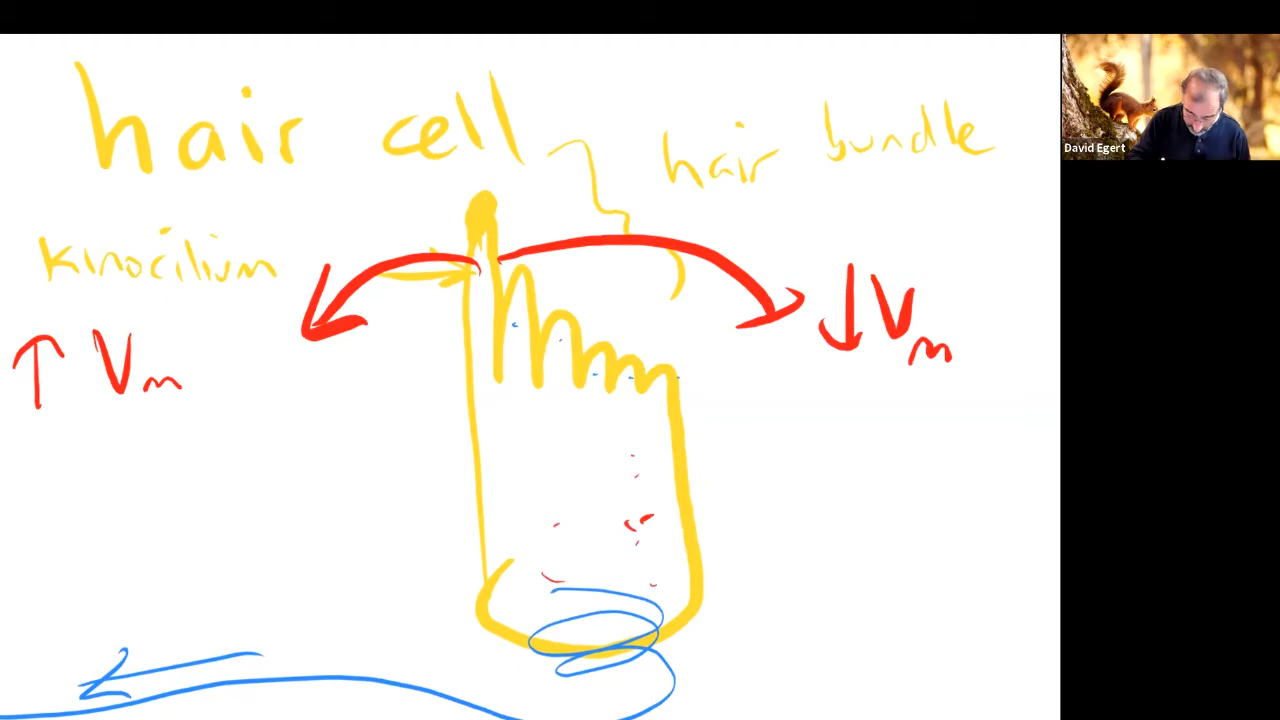 hair cell
hair bundle
kinocilium
↑ Vm
↓ Vm
David Egert